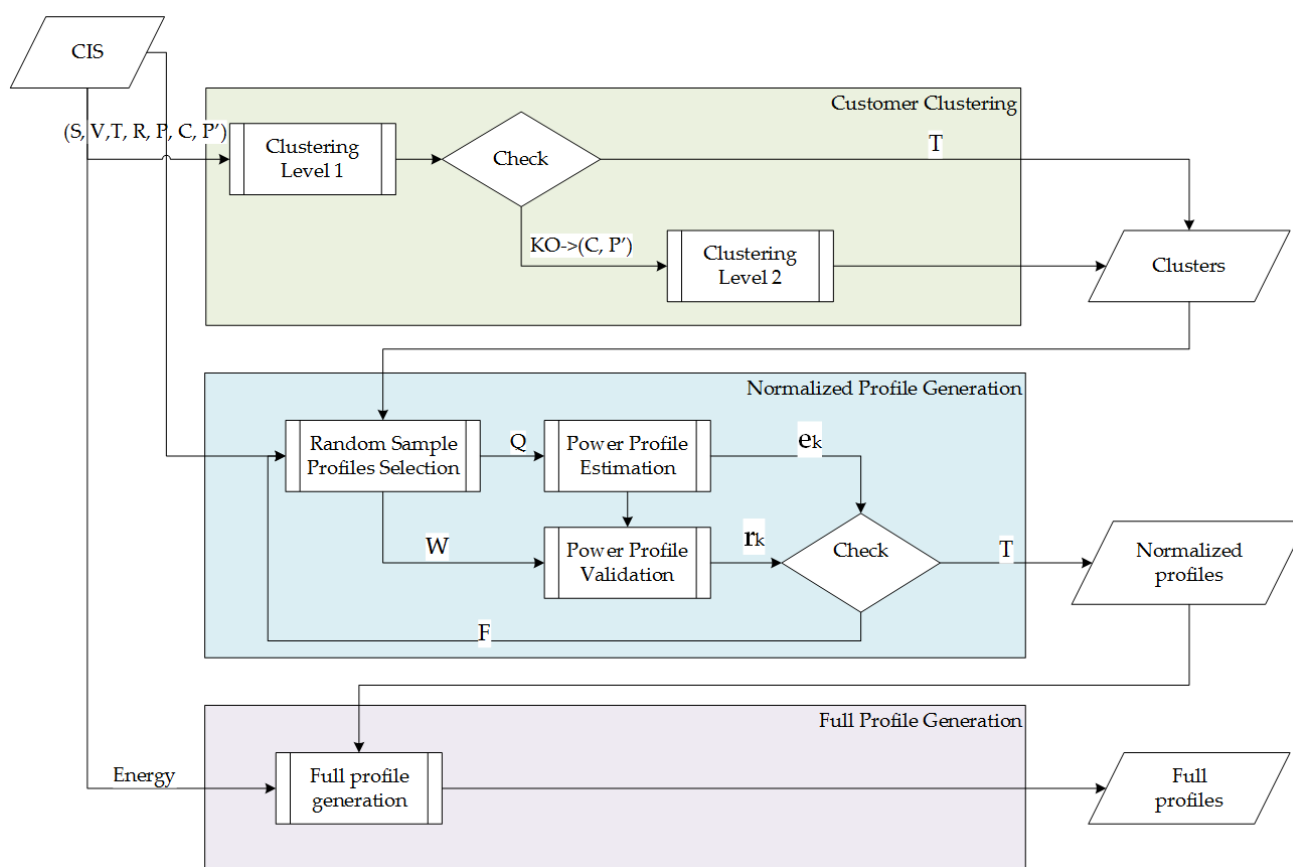 CIS
Customer Clustering
(S, V,T, R, P, C, P’)
Clustering
Level 1
Check
T
KO->(C, P’)
Clustering
Level 2
Clusters
Normalized Profile Generation
Random Sample
Profiles Selection
Q
Power Profile
Estimation
ek
W
Power Profile
Validation
rk
Check
T
Normalized
profiles
F
Full Profile Generation
Energy
Full profile
generation
Full
profiles